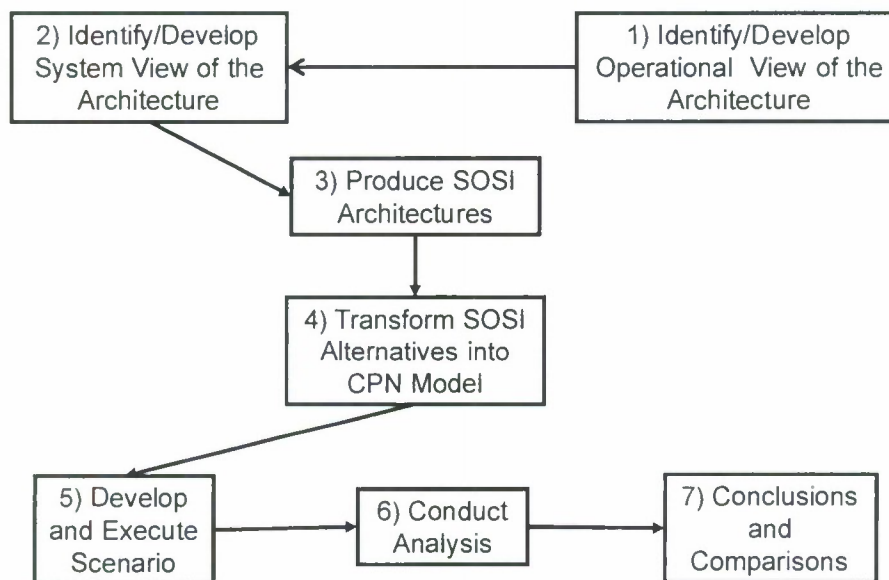 1) Identify/Develop
Operational View of the
Architecture
2) Identify/Develop
System View of the
Architecture
3) Produce SOSI
Architectures
4) Transform SOSI
Alternatives into
CPN Model
5) Develop
and Execute
Scenario
6) Conduct
Analysis
7) Conclusions
and
Comparisons